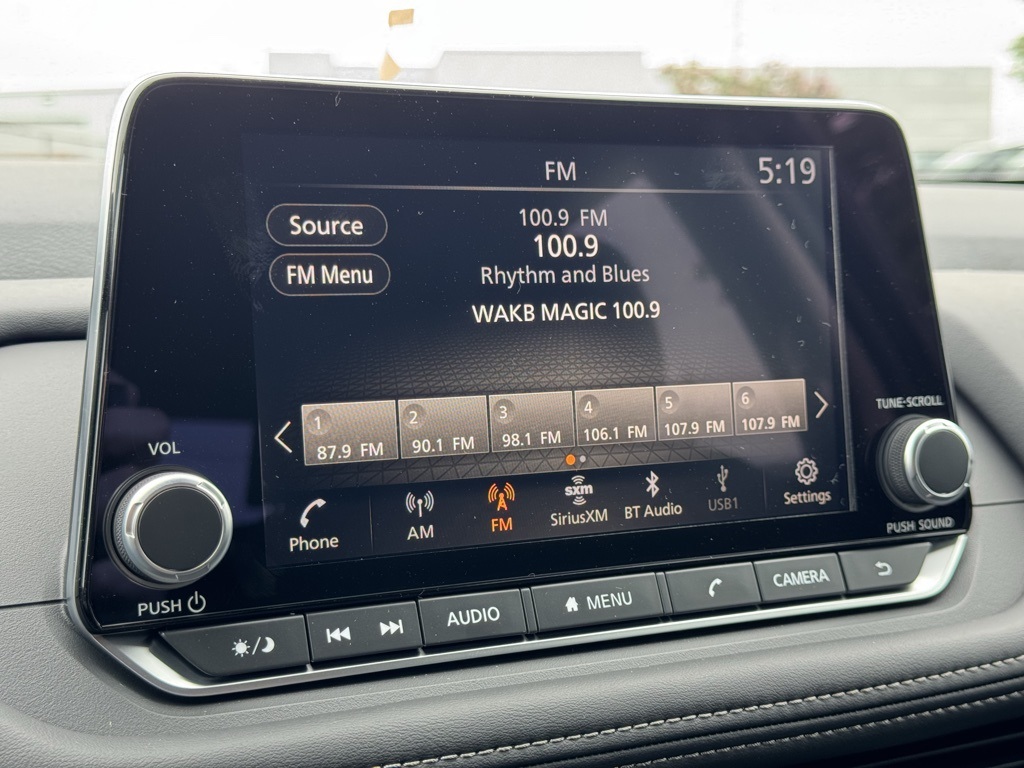 FM
5:19
Source
100.9 FM
100.9
FM Menu
Rhythm and Blues
WAKB MAGIC 100.9
1
87.9 FM
2
90.1 FM
3
98.1 FM
4
106.1 FM
5
107.9 FM
6
107.9 FM
TUNE·SCROLL
VOL
Phone
AM
FM
sxm
SiriusXM
BT Audio
USB1
Settings
PUSH SOUND
PUSH
AUDIO
MENU
CAMERA